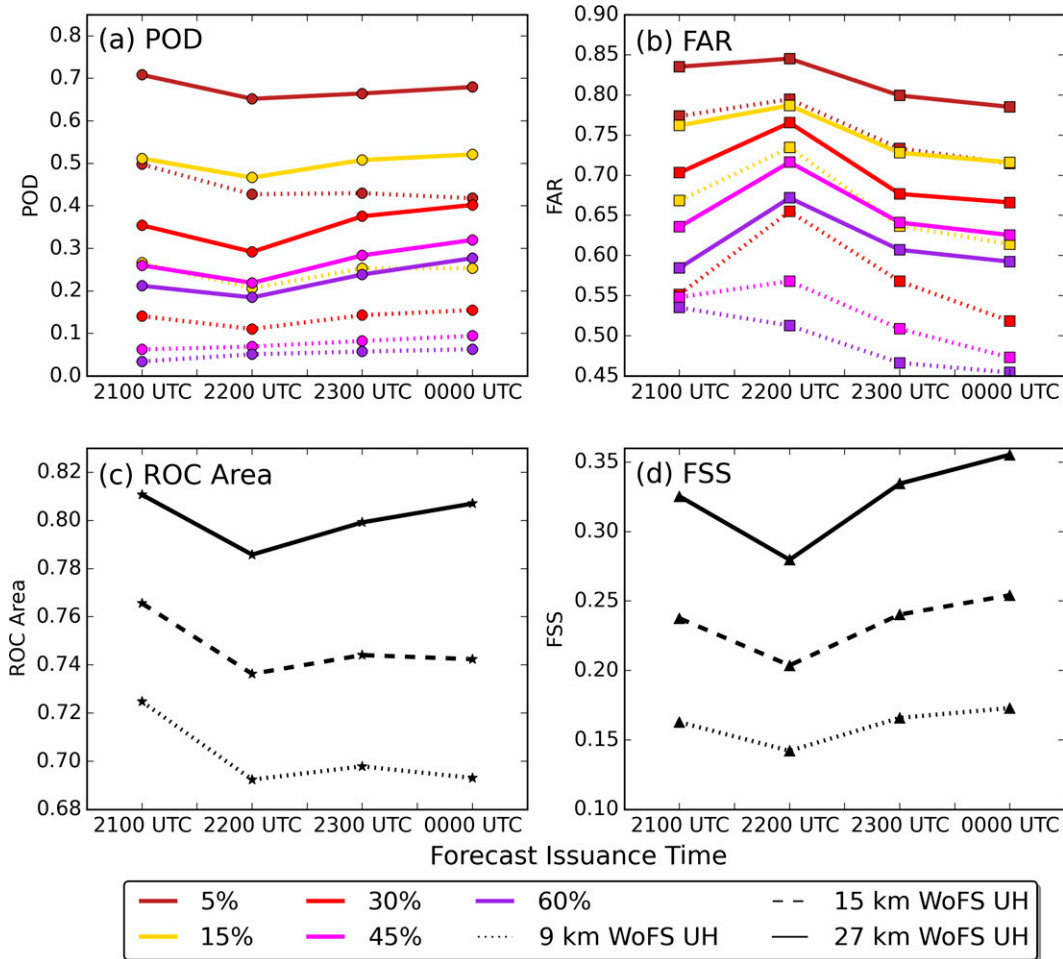 (a) POD
0.8
0.7
0.6
0.5
0.4
0.3
0.2
0.1
0.0
POD
2100 UTC 2200 UTC 2300 UTC 0000 UTC
(b) FAR
0.90
0.85
0.80
0.75
0.70
0.65
0.60
0.55
0.50
0.45
FAR
2100 UTC 2200 UTC 2300 UTC 0000 UTC
(c) ROC Area
0.82
0.80
0.78
0.76
0.74
0.72
0.70
0.68
ROC Area
2100 UTC 2200 UTC 2300 UTC 0000 UTC
(d) FSS
0.35
0.30
0.25
0.20
0.15
0.10
FSS
2100 UTC 2200 UTC 2300 UTC 0000 UTC
Forecast Issuance Time
5% 30% 60% 15 km WoFS UH
15% 45% 9 km WoFS UH 27 km WoFS UH